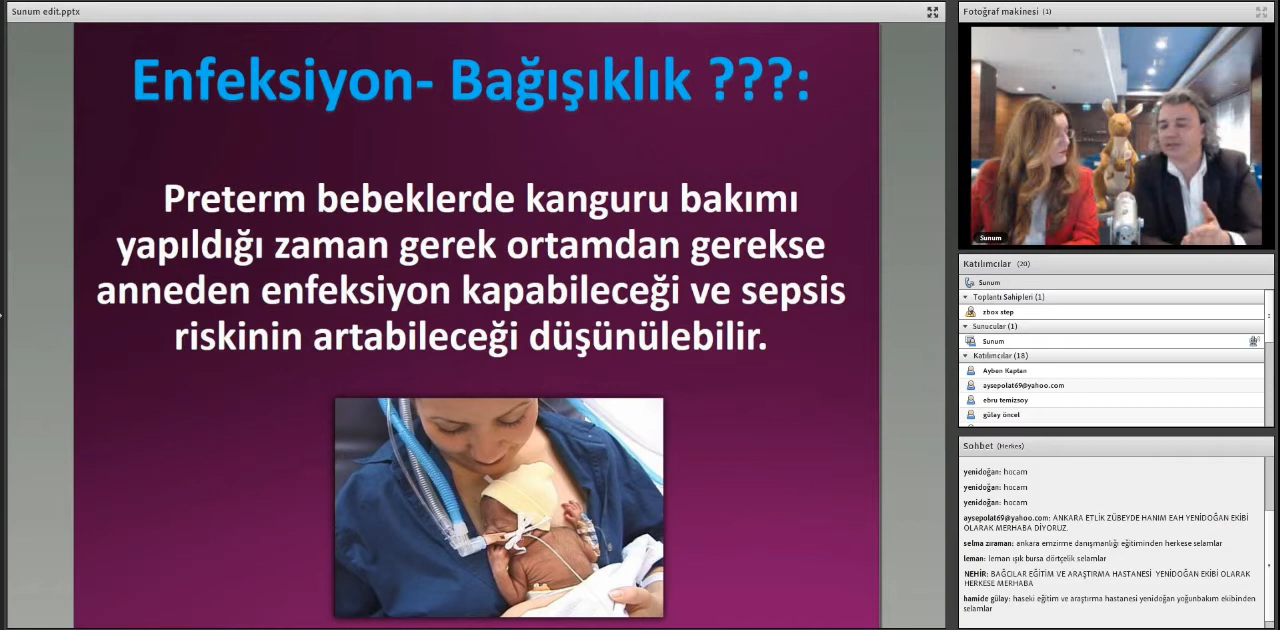 Sunum edit.pptx
Enfeksiyon- Bağışıklık ???:
Preterm bebeklerde kanguru bakımı
yapıldığı zaman gerek ortamdan gerekse
anneden enfeksiyon kapabileceği ve sepsis
riskinin artabileceği düşünülebilir.
Fotoğraf makinesi (1)
Sunum
Katılımcılar (20)
Sunum
Toplantı Sahipleri (1)
zbox step
Sunucular (1)
Sunum
Katılımcılar (18)
Ayben Kaptan
aysepolat69@yahoo.com
ebru temizsoy
gülay öncel
Sohbet (Herkes)
yenidoğan: hocam
yenidoğan: hocam
yenidoğan: hocam
aysepolat69@yahoo.com: ANKARA ETLİK ZÜBEYDE HANIM EAH YENİDOĞAN EKİBİ
OLARAK MERHABA DİYORUZ.
selma zıraman: ankara emzirme danışmanlığı eğitiminden herkese selamlar
leman: leman ışık bursa dörtçelik selamlar
NEHİR: BAĞCILAR EĞİTİM VE ARAŞTIRMA HASTANESİ YENİDOĞAN EKİBİ OLARAK
HERKESE MERHABA
hamide gülay: haseki eğitim ve araştırma hastanesi yenidoğan yoğunbakım ekibinden
selamlar